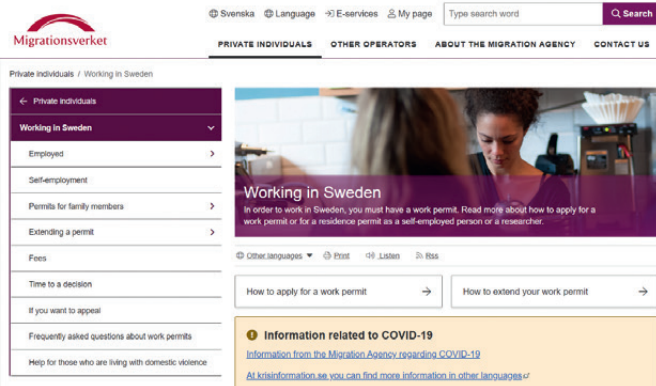 Svenska Language E-services My page Type search word Search
Migrationsverket
PRIVATE INDIVIDUALS OTHER OPERATORS ABOUT THE MIGRATION AGENCY CONTACT US
Private individuals / Working in Sweden
← Private Individuals
Working in Sweden
Employed
Self-employment
Permits for family members
Extending a permit
Fees
Time to a decision
If you want to appeal
Frequently asked questions about work permits
Help for those who are living with domestic violence
Working in Sweden
In order to work in Sweden, you must have a work permit. Read more about how to apply for a
work permit or for a residence permit as a self-employed person or a researcher.
Other languages ▼ Print Listen Rss
How to apply for a work permit → How to extend your work permit →
Information related to COVID-19
Information from the Migration Agency regarding COVID-19
At krisinformation.se you can find more information in other languages